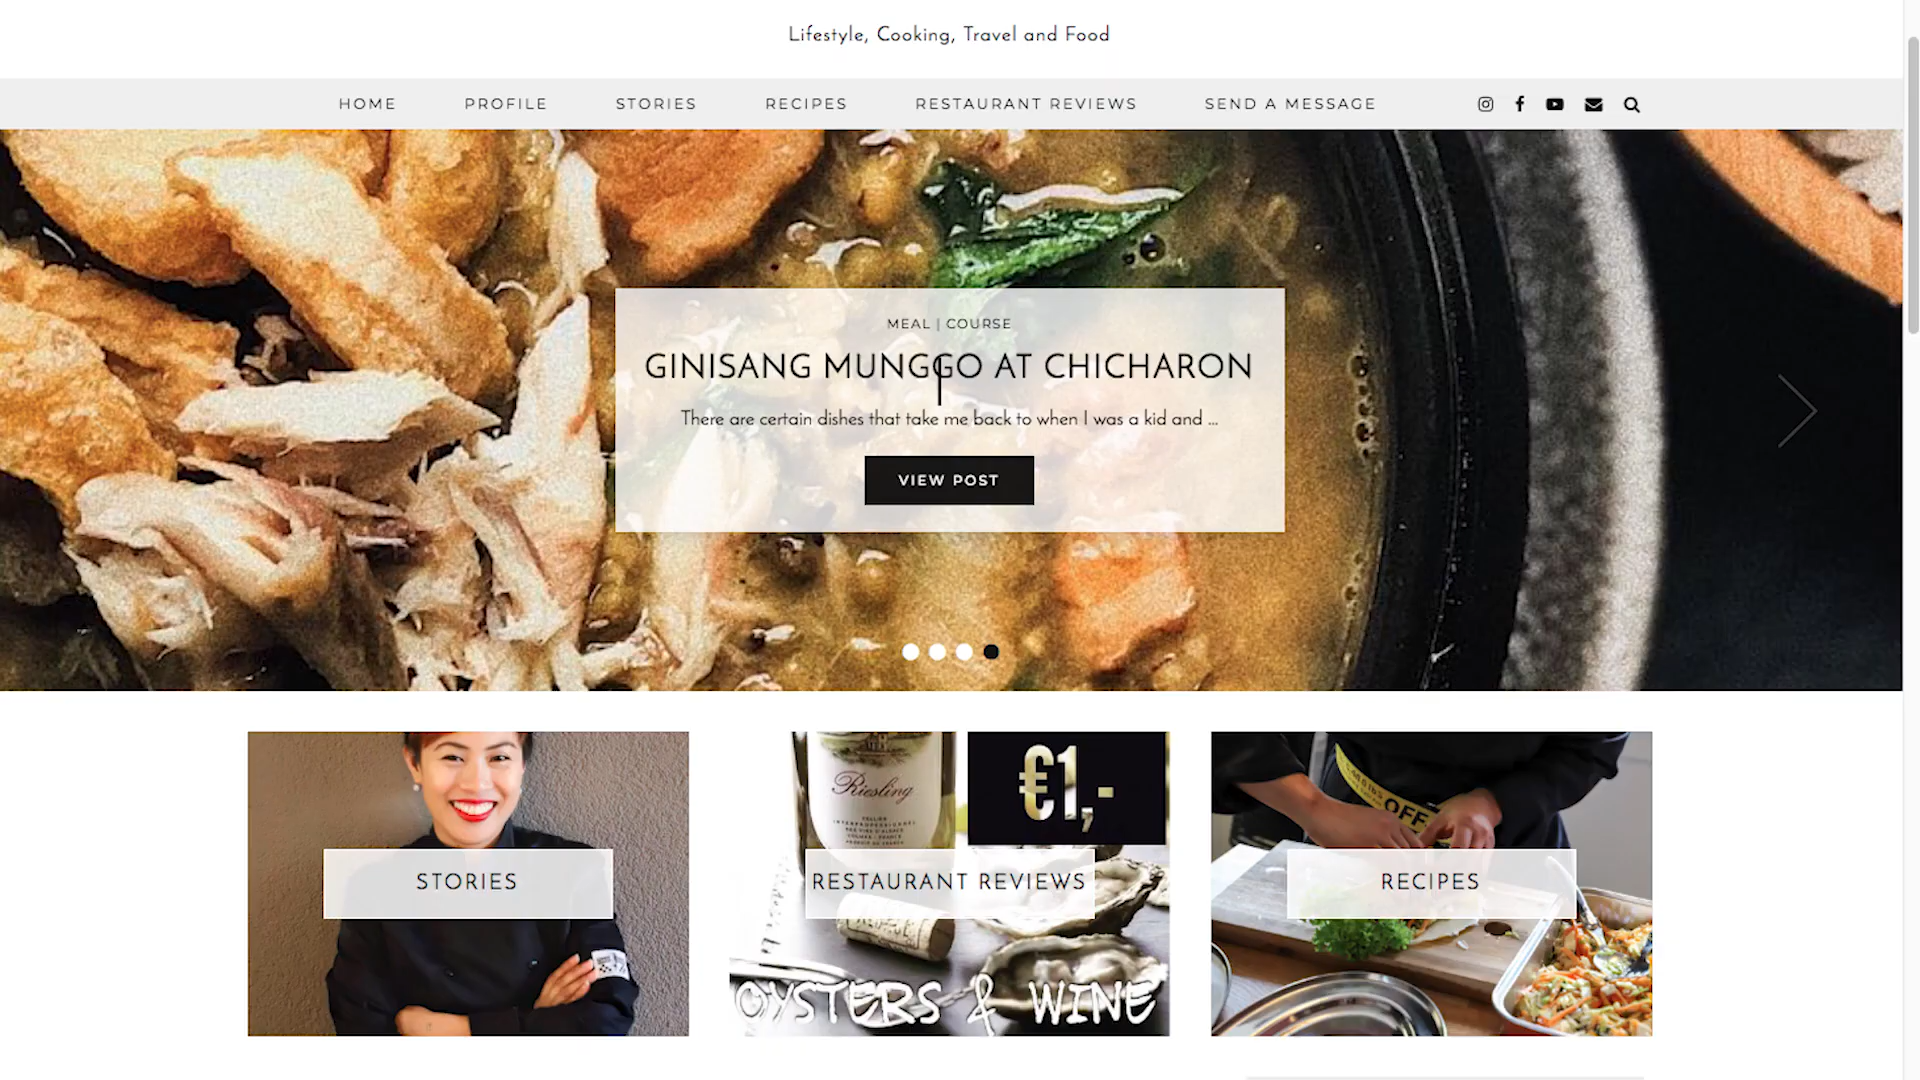 Lifestyle, Cooking, Travel and Food
HOME PROFILE STORIES RECIPES RESTAURANT REVIEWS SEND A MESSAGE
MEAL | COURSE
GINISANG MUNGGO AT CHICHARON
There are certain dishes that take me back to when I was a kid and ...
VIEW POST
Riesling
€1,-
OFF
STORIES
RESTAURANT REVIEWS
RECIPES
OYSTERS & WINE